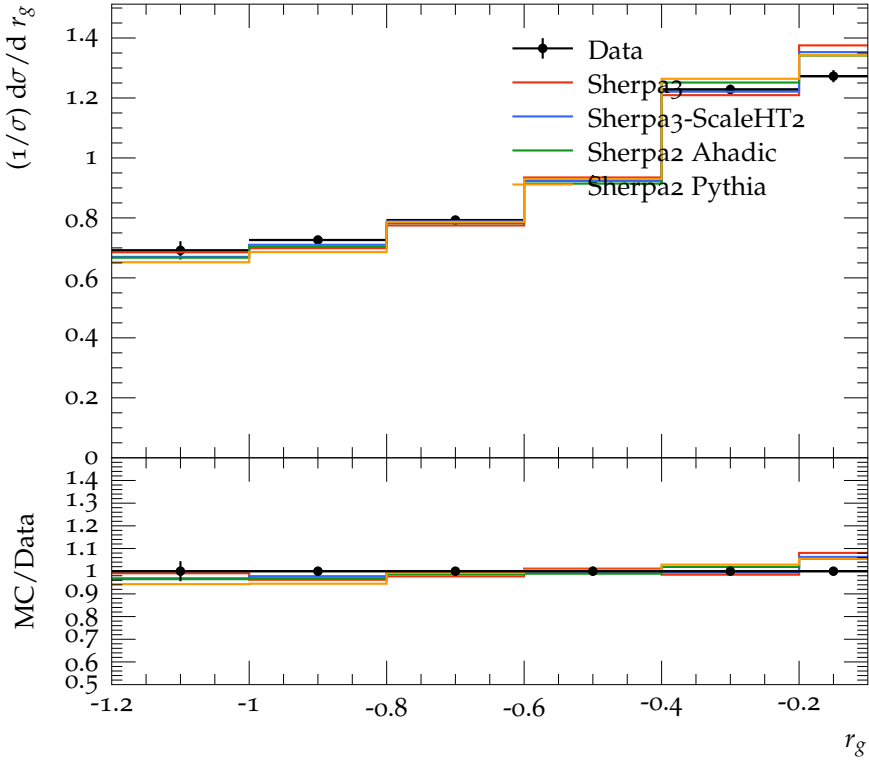 (1/σ) dσ/d r_g
1.4
1.2
1
0.8
0.6
0.4
0.2
0
Data
Sherpa3
Sherpa3-ScaleHT2
Sherpa2 Ahadic
Sherpa2 Pythia
MC/Data
1.4
1.3
1.2
1.1
1
0.9
0.8
0.7
0.6
0.5
-1.2 -1 -0.8 -0.6 -0.4 -0.2
r_g